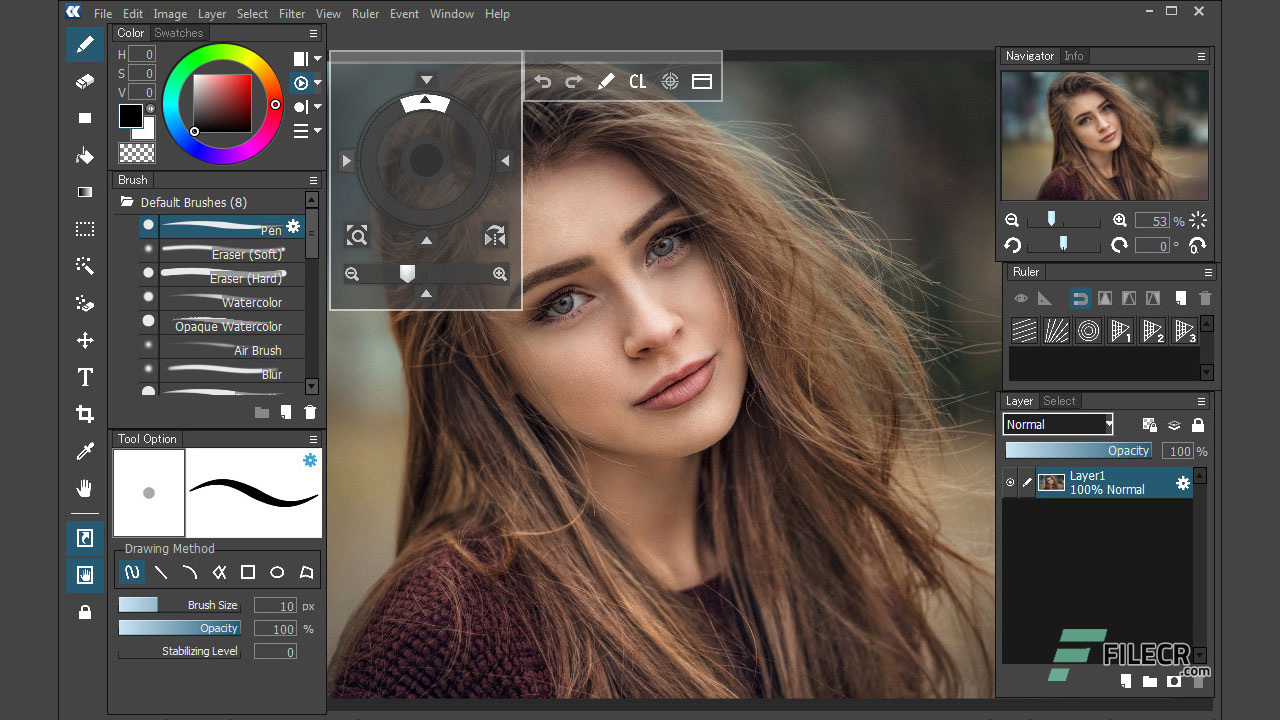 File Edit Image Layer Select Filter View Ruler Event Window Help
Color Swatches
H 0
S 0
V 0
Brush
Default Brushes (8)
Pen
Eraser (Soft)
Eraser (Hard)
Watercolor
Opaque Watercolor
Air Brush
Blur
Tool Option
Drawing Method
Brush Size 10 px
Opacity 100 %
Stabilizing Level 0
CL
Navigator Info
53 %
0 °
Ruler
1 2 3
Layer Select
Normal
Opacity 100 %
Layer1
100% Normal
FILECR
.com